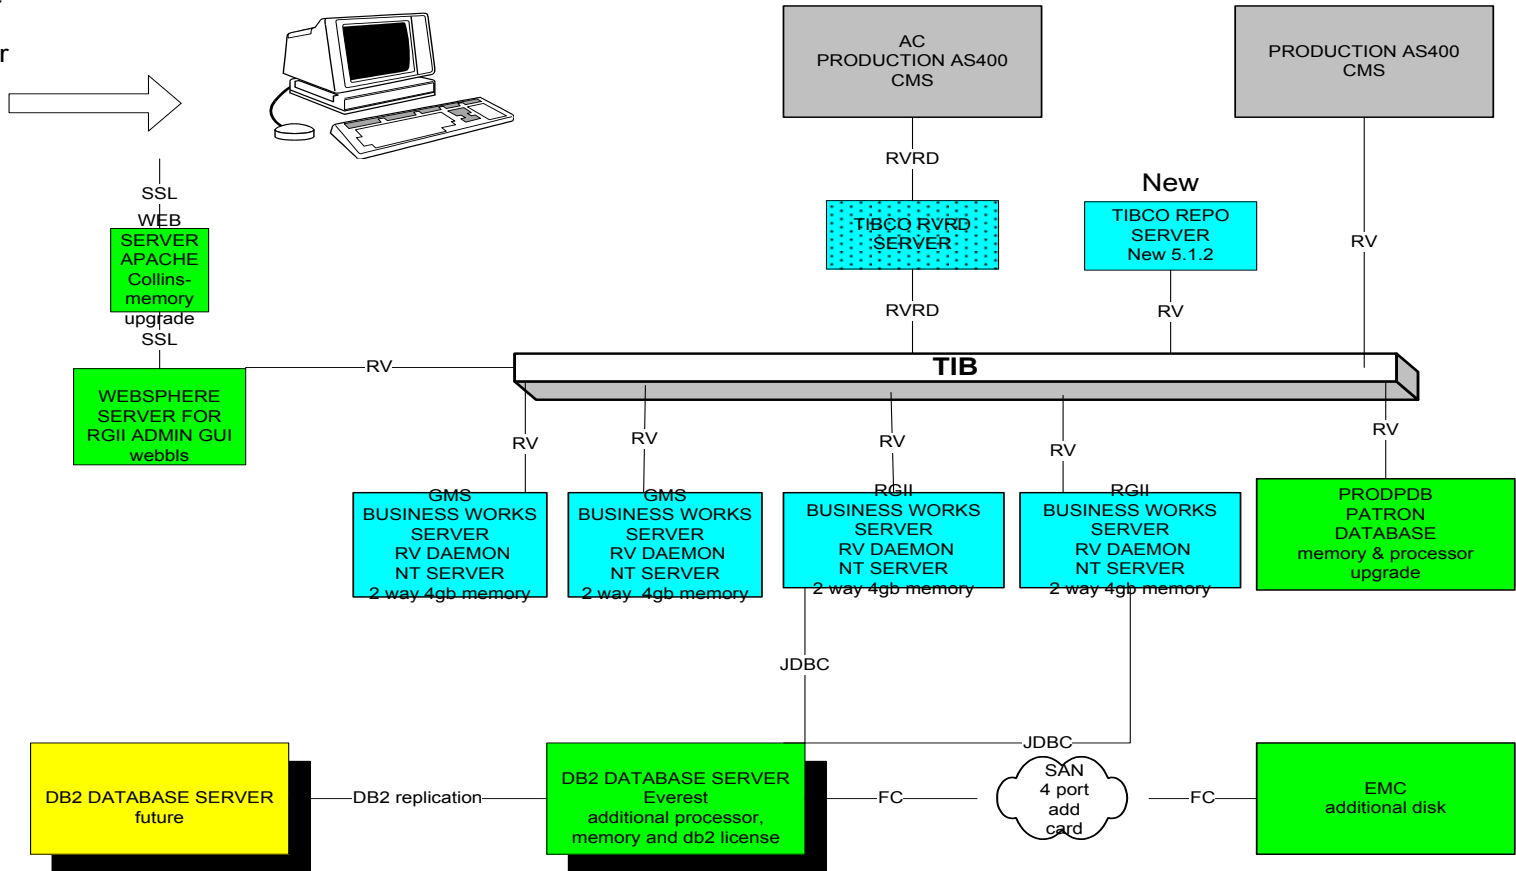 r
AC
PRODUCTION AS400
CMS
PRODUCTION AS400
CMS
RVRD
New
SSL
WEB
SERVER
APACHE
Collins-
memory
upgrade
TIBCO RVRD
SERVER
TIBCO REPO
SERVER
New 5.1.2
RV
RVRD
RV
SSL
RV
TIB
WEBSPHERE
SERVER FOR
RGII ADMIN GUI
webbls
RV
RV
RV
RV
RV
GMS
BUSINESS WORKS
SERVER
RV DAEMON
NT SERVER
2 way 4gb memory
GMS
BUSINESS WORKS
SERVER
RV DAEMON
NT SERVER
2 way 4gb memory
RGII
BUSINESS WORKS
SERVER
RV DAEMON
NT SERVER
2 way 4gb memory
RGII
BUSINESS WORKS
SERVER
RV DAEMON
NT SERVER
2 way 4gb memory
PRODPDB
PATRON
DATABASE
memory & processor
upgrade
JDBC
JDBC
DB2 DATABASE SERVER
future
DB2 replication
DB2 DATABASE SERVER
Everest
additional processor,
memory and db2 license
FC
SAN
4 port
add
card
FC
EMC
additional disk